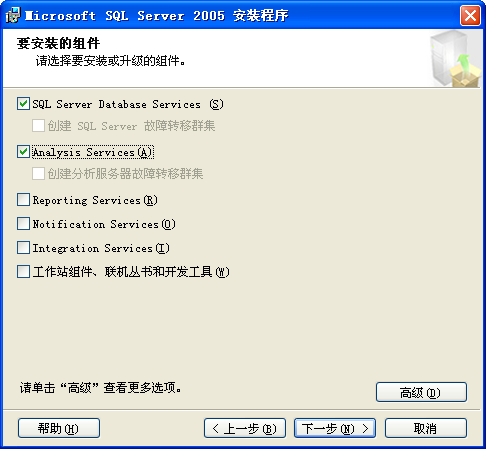 Microsoft SQL Server 2005 安装程序
要安装的组件
请选择要安装或升级的组件。
SQL Server Database Services (S)
创建 SQL Server 故障转移群集
Analysis Services(A)
创建分析服务器故障转移群集
Reporting Services(R)
Notification Services(O)
Integration Services(I)
工作站组件、联机丛书和开发工具(W)
请单击“高级”查看更多选项。
高级(D)
帮助(H)
< 上一步(B)
下一步(N) >
取消